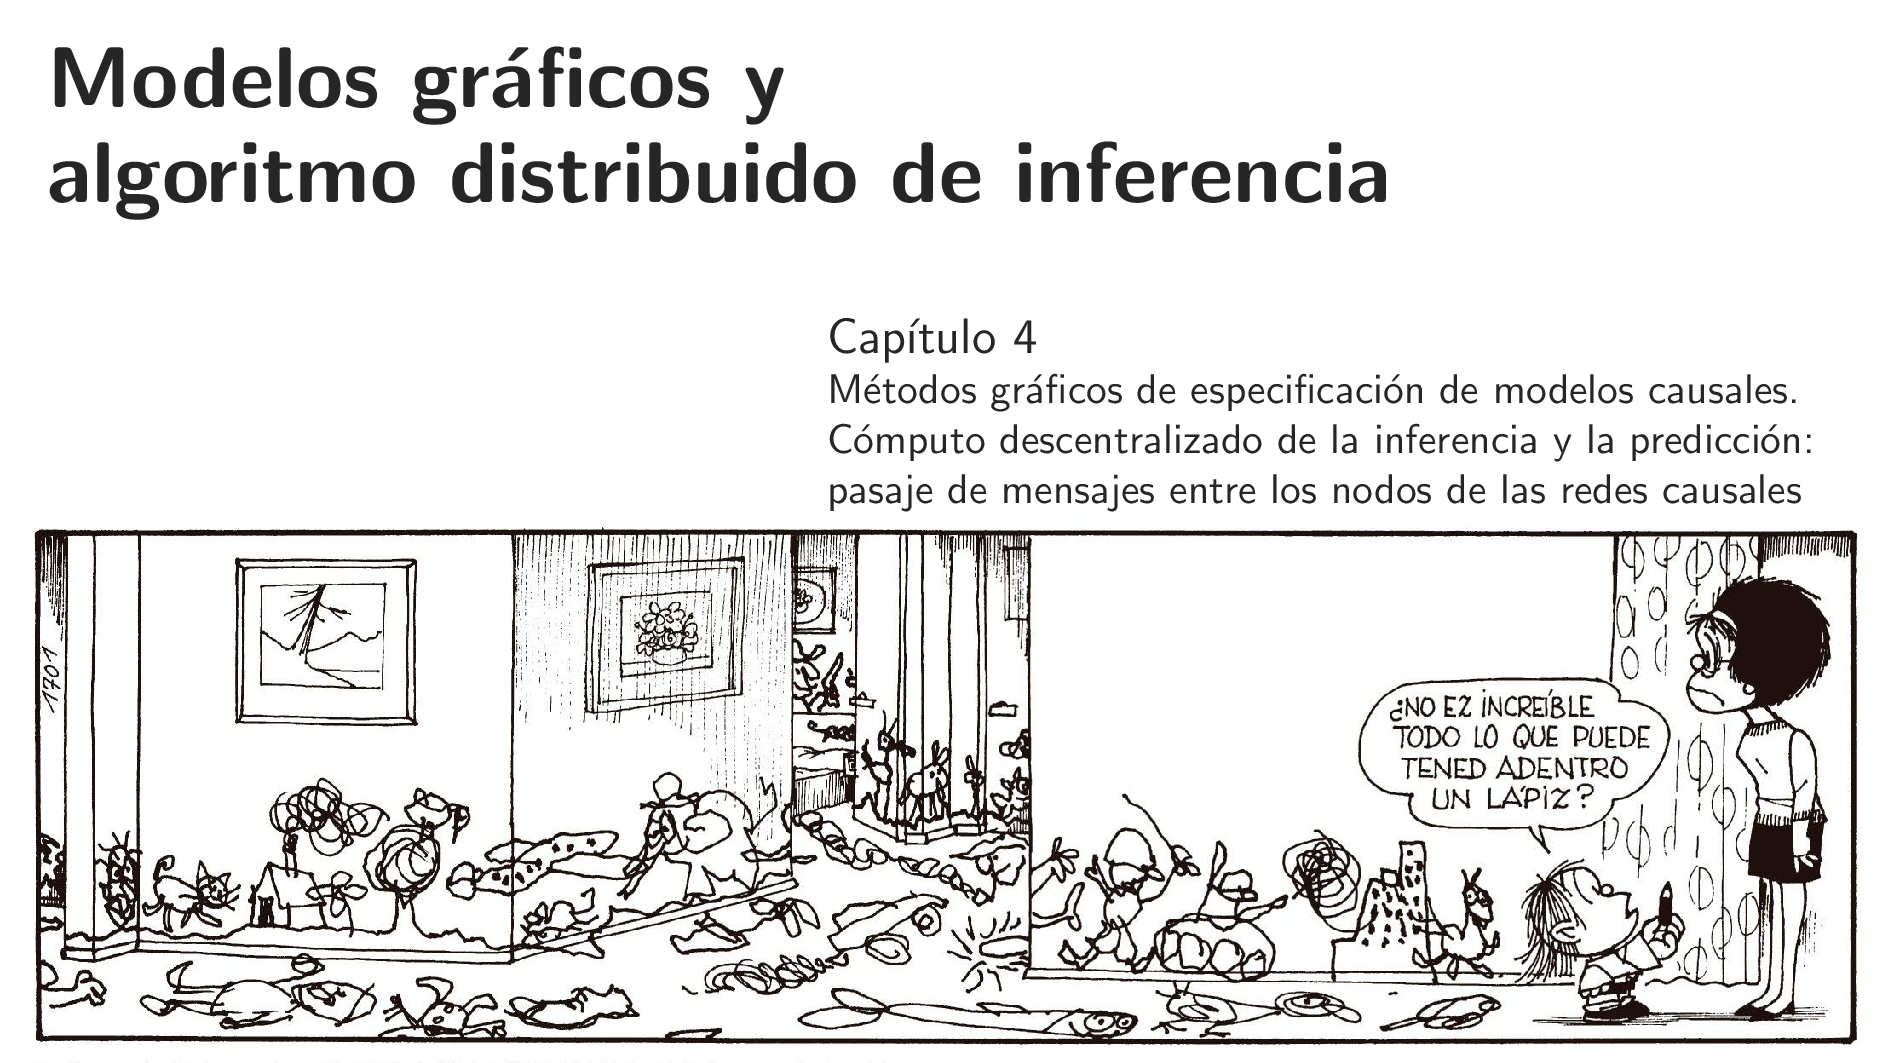 Modelos gráficos y
algoritmo distribuido de inferencia
Capítulo 4
Métodos gráficos de especificación de modelos causales.
Cómputo descentralizado de la inferencia y la predicción:
pasaje de mensajes entre los nodos de las redes causales
1701
¿NO EZ INCREÍBLE
TODO LO QUE PUEDE
TENED ADENTRO
UN LÁPIZ?